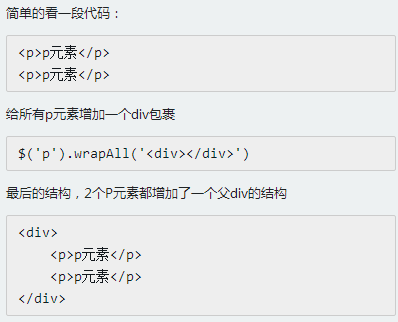 简单的看一段代码：
<p>p元素</p>
<p>p元素</p>
给所有p元素增加一个div包裹
$('p').wrapAll('<div></div>')
最后的结构，2个P元素都增加了一个父div的结构
<div>
    <p>p元素</p>
    <p>p元素</p>
</div>